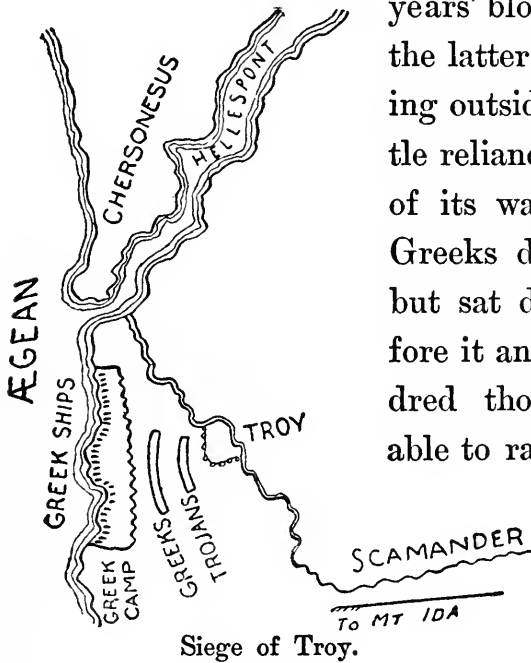 years' blo
the latter
ing outsid
tle relianc
of its wa
Greeks d
but sat d
fore it an
dred tho
able to ra
CHERSONESUS
HELLESPONT
ÆGEAN
GREEK SHIPS
GREEK
CAMP
GREEKS
TROJANS
TROY
SCAMANDER
TO MT IDA
Siege of Troy.